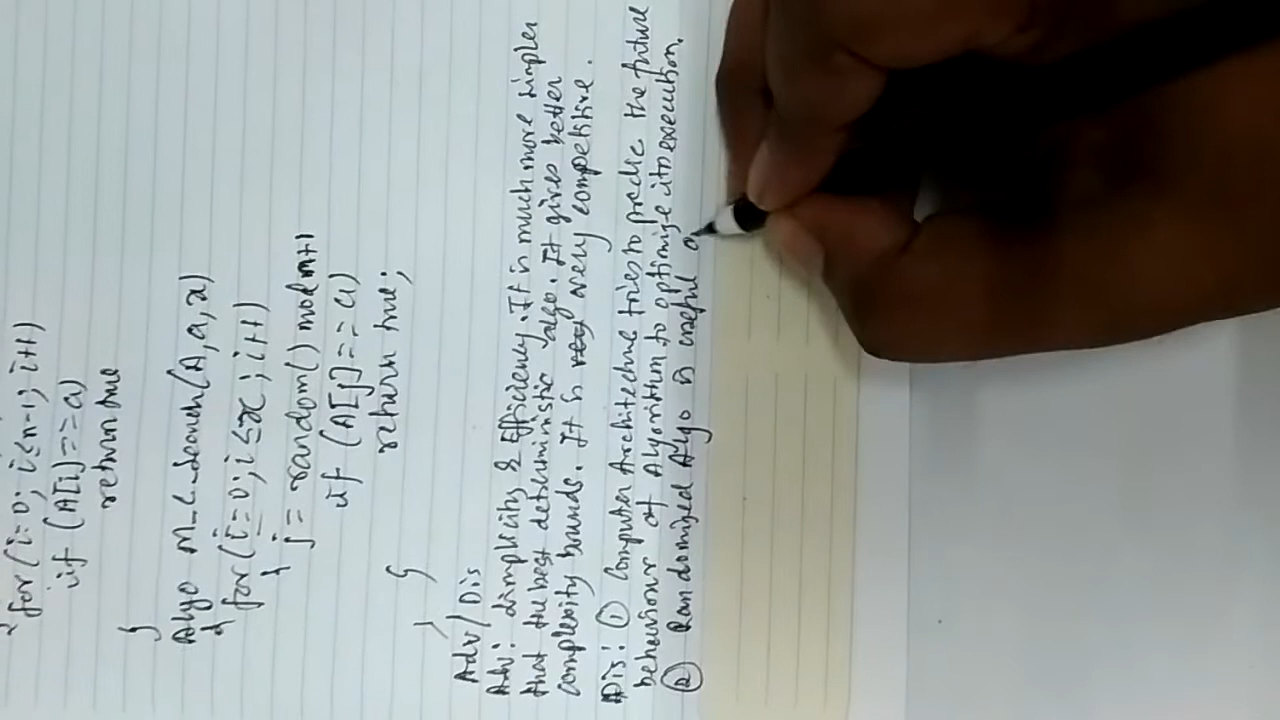 for(i=0; i≤n-1; i++)
if (A[i]==a)
return true
}
Algo M_C_Search(A,a,x)
{ for(i=0; i≤x; i++)
{ j= random() mod n+1
if (A[j]==a)
return true;
}
}
Adv/Dis
Adv: Simplicity & Efficiency. It is much more simpler
that the best deterministic algo. It gives better
complexity bounds. It is very competitive.
Dis: ① Computer Architecture tries to predic the future
behaviour of Algorithm to optimize its execution.
② Randomized Algo is useful o